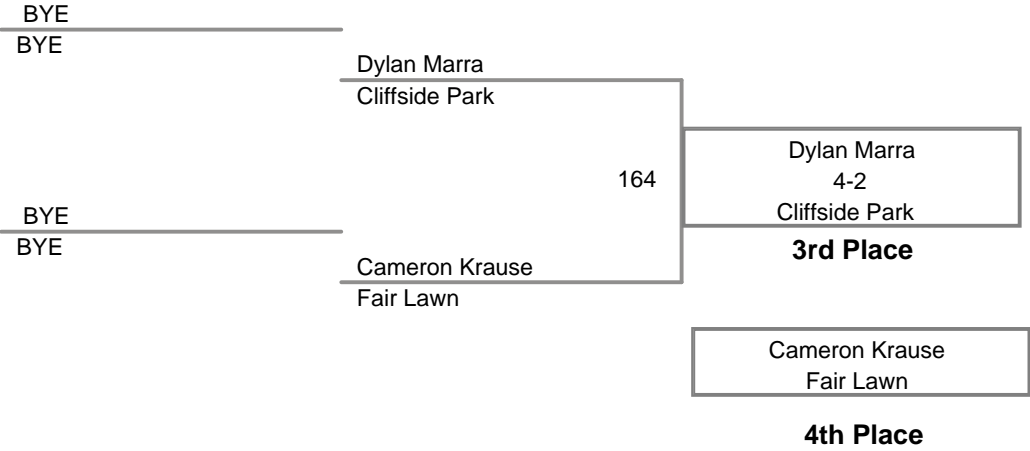 BYE
BYE
Dylan Marra
Cliffside Park
164
Dylan Marra
4-2
Cliffside Park
3rd Place
BYE
BYE
Cameron Krause
Fair Lawn
Cameron Krause
Fair Lawn
4th Place